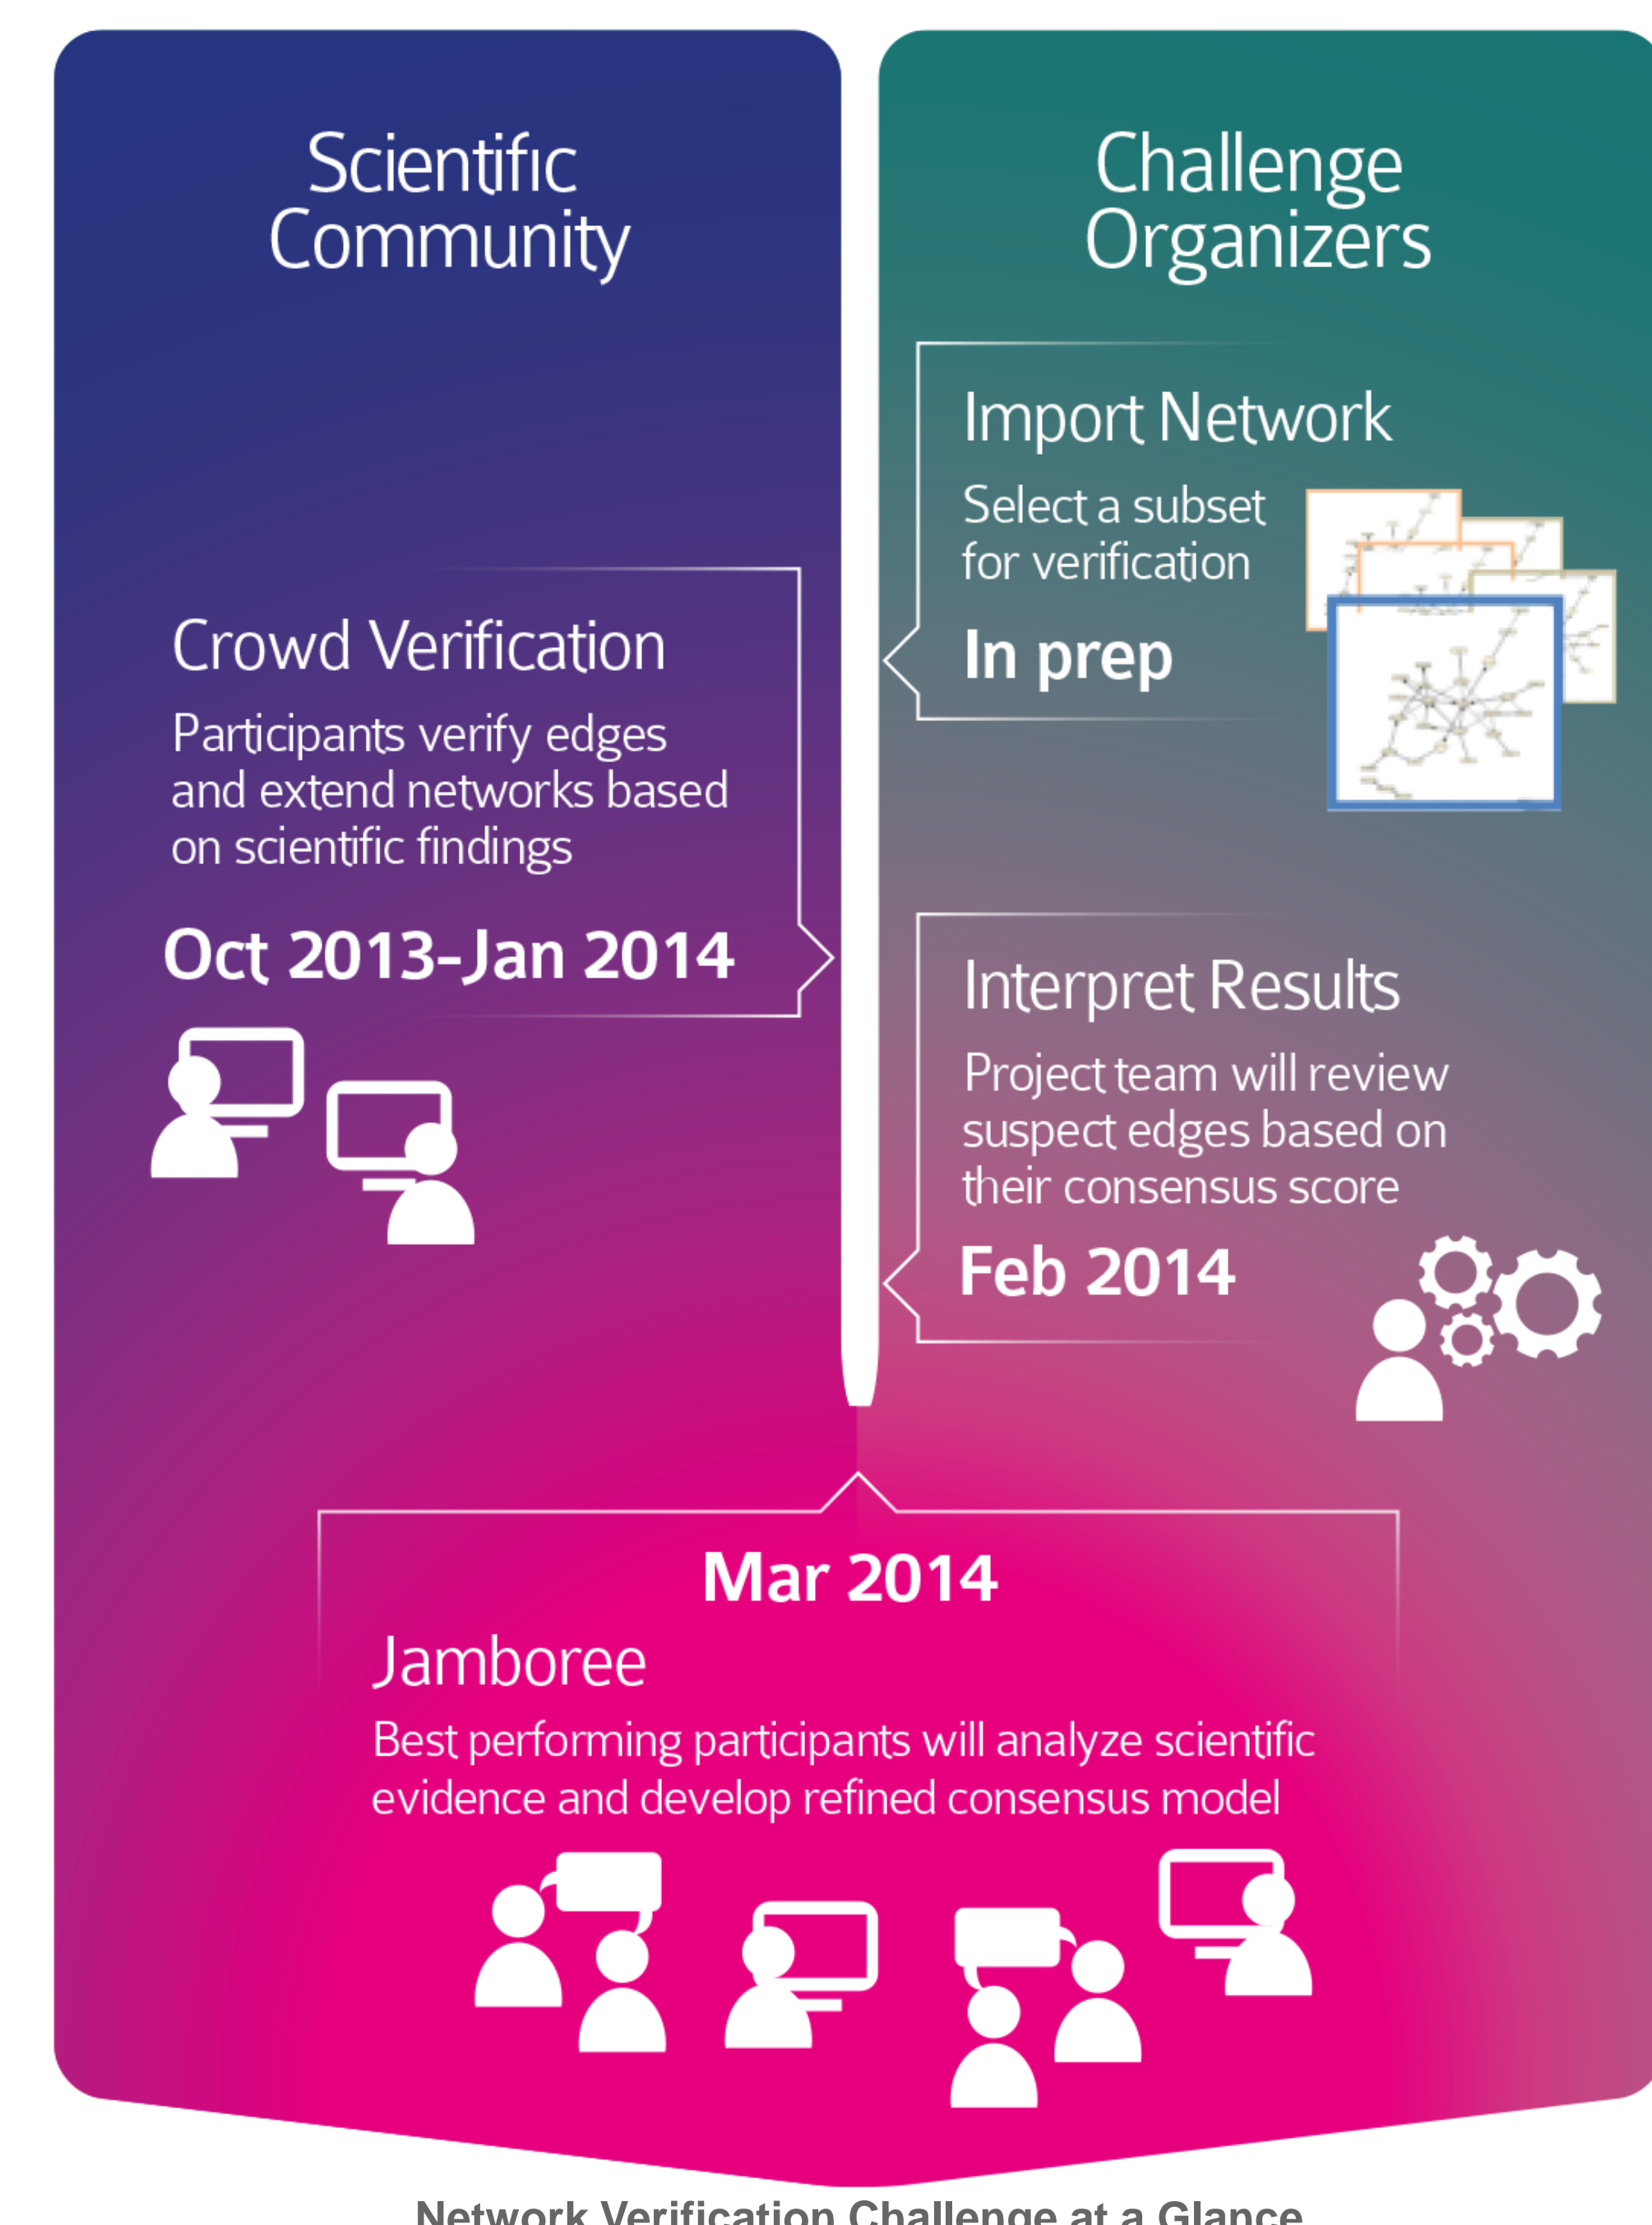 Scientific
Community
Challenge
Organizers
Import Network
Select a subset
for verification
In prep
Crowd Verification
Participants verify edges
and extend networks based
on scientific findings
Oct 2013-Jan 2014
Interpret Results
Project team will review
suspect edges based on
their consensus score
Feb 2014
Mar 2014
Jamboree
Best performing participants will analyze scientific
evidence and develop refined consensus model
Network Verification Challenge at a Glance